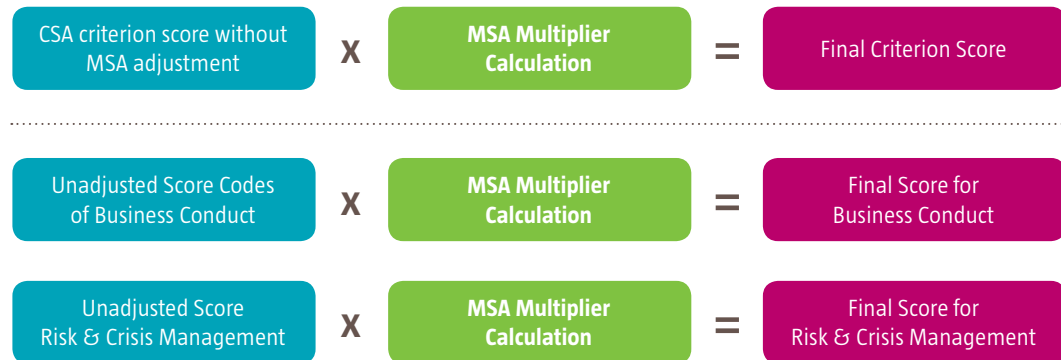 CSA criterion score without
MSA adjustment
x
MSA Multiplier
Calculation
=
Final Criterion Score
Unadjusted Score Codes
of Business Conduct
x
MSA Multiplier
Calculation
=
Final Score for
Business Conduct
Unadjusted Score
Risk & Crisis Management
x
MSA Multiplier
Calculation
=
Final Score for
Risk & Crisis Management